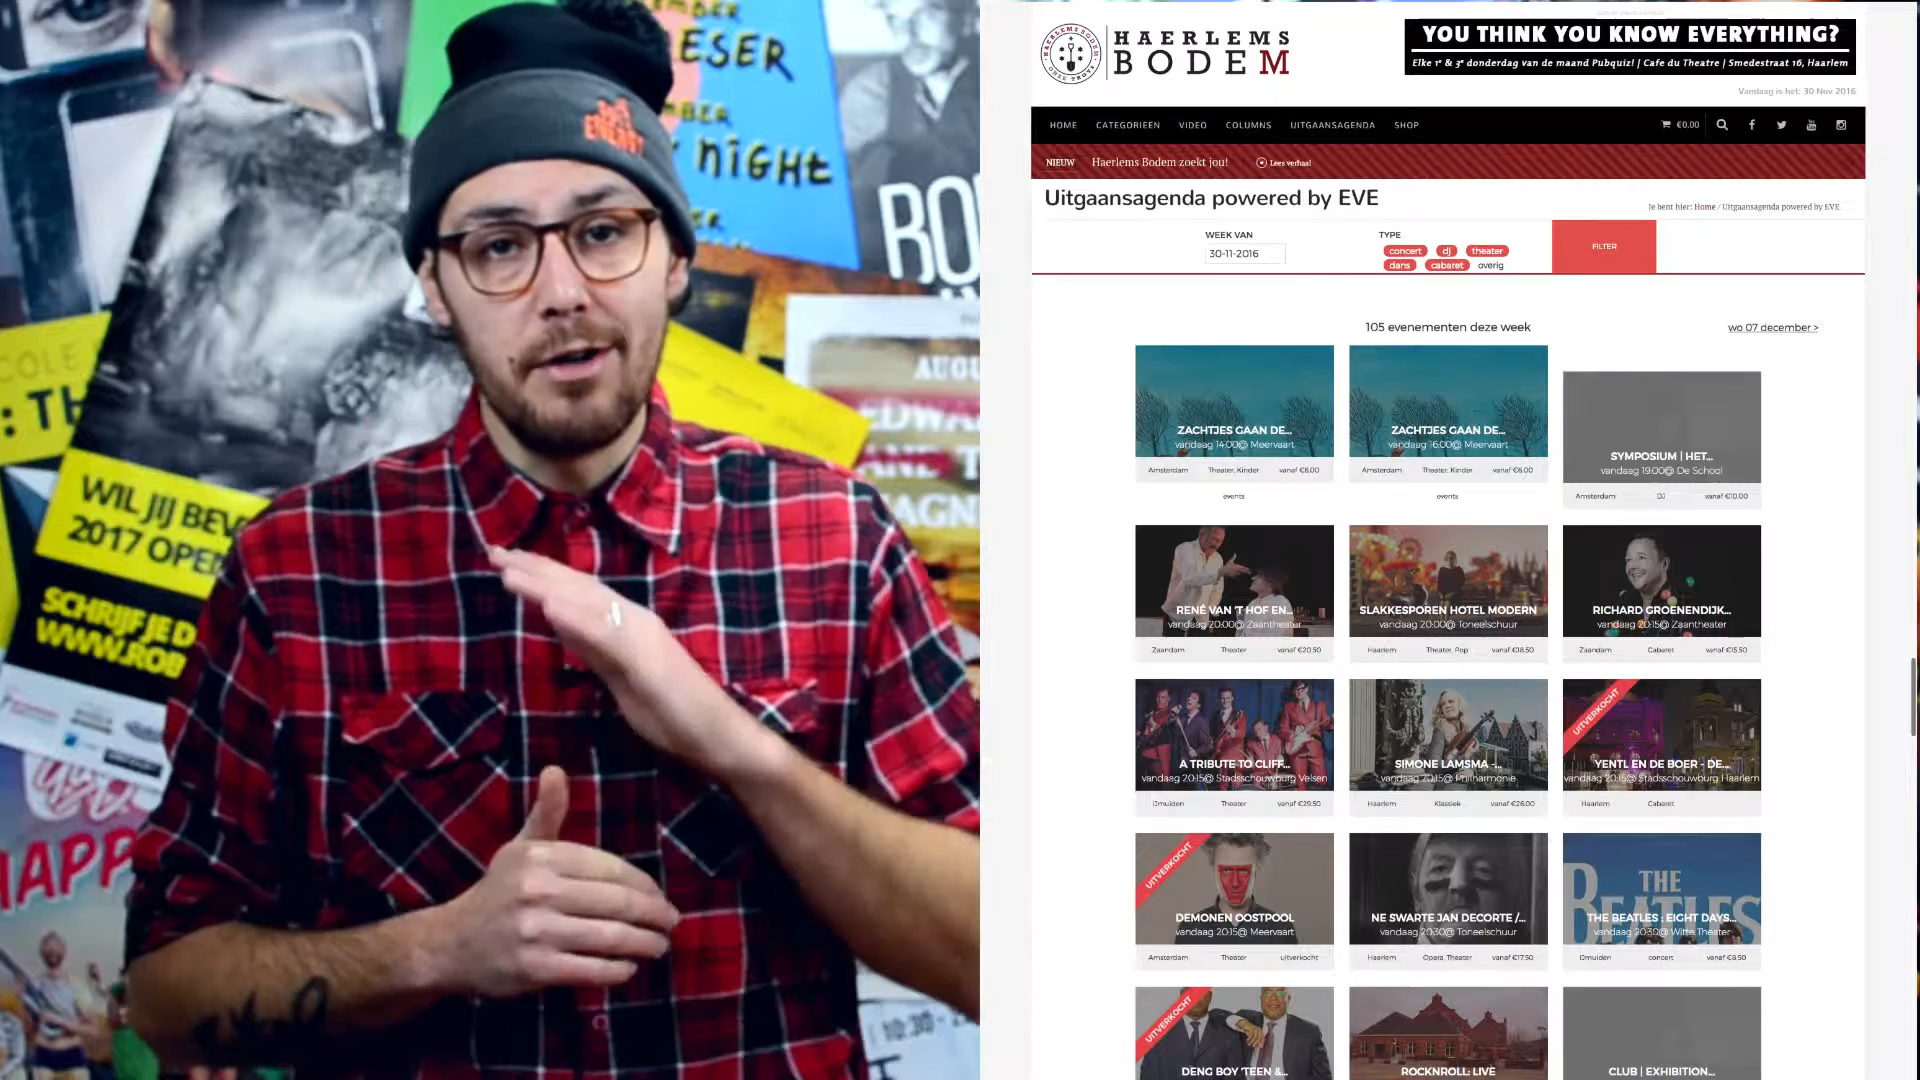 ESER
NIGHT
WIL JIJ BEV
2017 OPEN
SCHRIJF JE
WWW.ROB
HAPP
AUGU
10:30 - 2
HAERLEMS
BODEM
YOU THINK YOU KNOW EVERYTHING?
Elke 1e & 3e donderdag van de maand Pubquiz! | Cafe du Theatre | Smedestraat 16, Haarlem
Vandaag is het: 30 Nov 2016
HOME CATEGORIEEN VIDEO COLUMNS UITGAANSAGENDA SHOP €0.00
NIEUW Haerlems Bodem zoekt jou! Lees verhaal
Uitgaansagenda powered by EVE
Je bent hier: Home / Uitgaansagenda powered by EVE
WEEK VAN
30-11-2016
TYPE
concert dj theater
dans cabaret overig
FILTER
105 evenementen deze week
wo 07 december >
ZACHTJES GAAN DE...
vandaag 14:00@ Meervaart
Amsterdam Theater, Kinder vanaf €6.00
events
ZACHTJES GAAN DE...
vandaag 16:00@ Meervaart
Amsterdam Theater, Kinder vanaf €6.00
events
SYMPOSIUM | HET...
vandaag 19:00@ De School
Amsterdam DJ vanaf €10.00
RENÉ VAN 'T HOF EN...
vandaag 20:00@ Zaantheater
Zaandam Theater vanaf €20.50
SLAKKESPOREN HOTEL MODERN
vandaag 20:00@ Toneelschuur
Haarlem Theater, Pop vanaf €18.50
RICHARD GROENENDIJK...
vandaag 20:15@ Zaantheater
Zaandam Cabaret vanaf €15.50
A TRIBUTE TO CLIFF...
vandaag 20:15@ Stadsschouwburg Velsen
IJmuiden Theater vanaf €29.50
SIMONE LAMSMA -...
vandaag 20:15@ Philharmonie
Haarlem Klassiek vanaf €26.00
UITVERKOCHT
YENTL EN DE BOER - DE...
vandaag 20:15@ Stadsschouwburg Haarlem
Haarlem Cabaret
UITVERKOCHT
DEMONEN OOSTPOOL
vandaag 20:15@ Meervaart
Amsterdam Theater uitverkocht
NE SWARTE JAN DECORTE /...
vandaag 20:30@ Toneelschuur
Haarlem Opera, Theater vanaf €17.50
THE
BEATLES
THE BEATLES : EIGHT DAYS...
vandaag 20:30@ Witte Theater
IJmuiden concert vanaf €8.50
UITVERKOCHT
DENG BOY 'TEEN &...
ROCKNROLL: LIVE
CLUB | EXHIBITION...